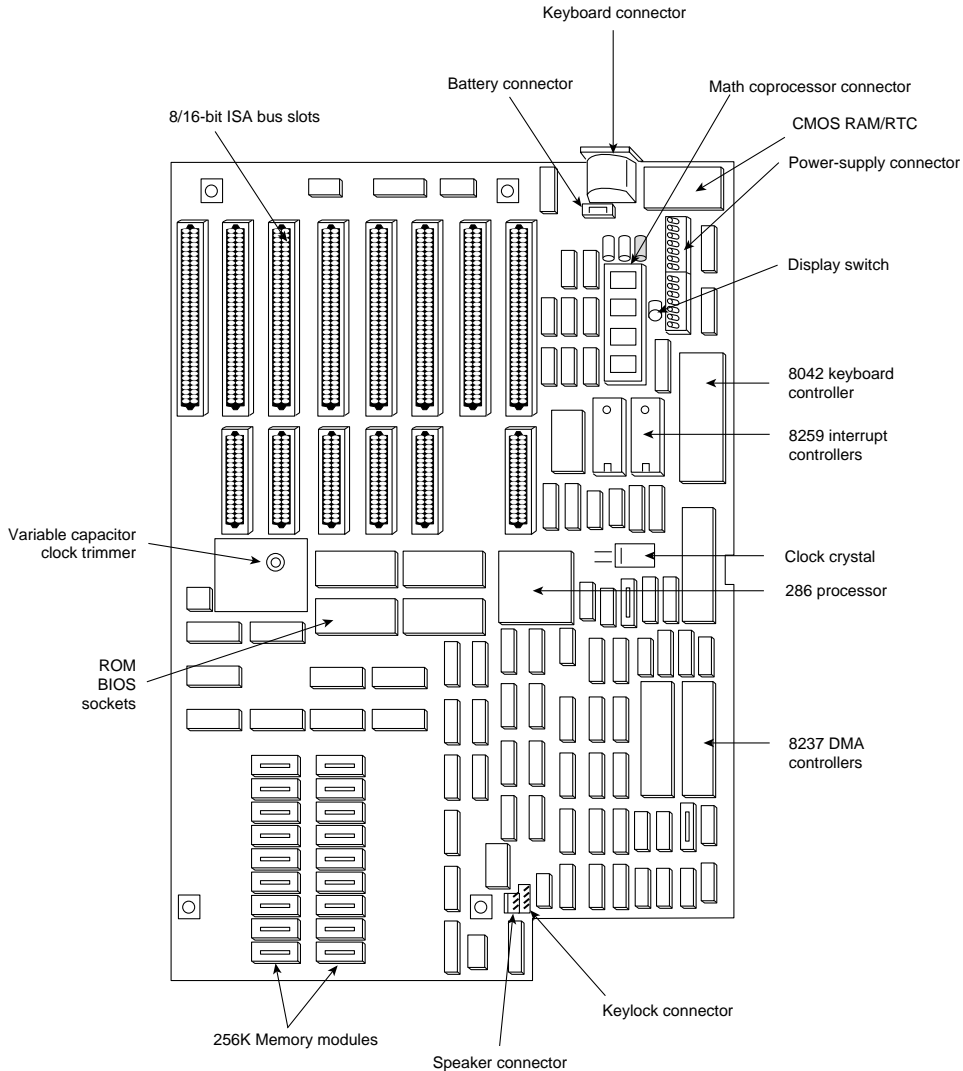 Keyboard connector
Battery connector
Math coprocessor connector
8/16-bit ISA bus slots
CMOS RAM/RTC
Power-supply connector
Display switch
8042 keyboard
controller
8259 interrupt
controllers
Variable capacitor
clock trimmer
Clock crystal
286 processor
ROM
BIOS
sockets
8237 DMA
controllers
Keylock connector
256K Memory modules
Speaker connector